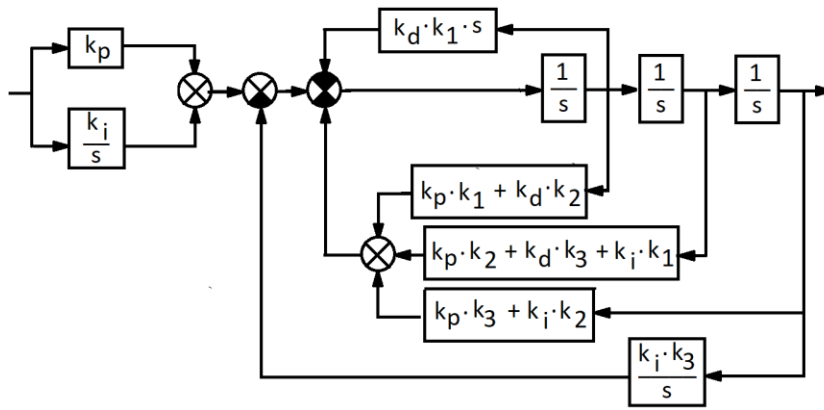 k_d · k_1 · s
k_p
1/s
1/s
1/s
k_i/s
k_p · k_1 + k_d · k_2
k_p · k_2 + k_d · k_3 + k_i · k_1
k_p · k_3 + k_i · k_2
k_i · k_3/s